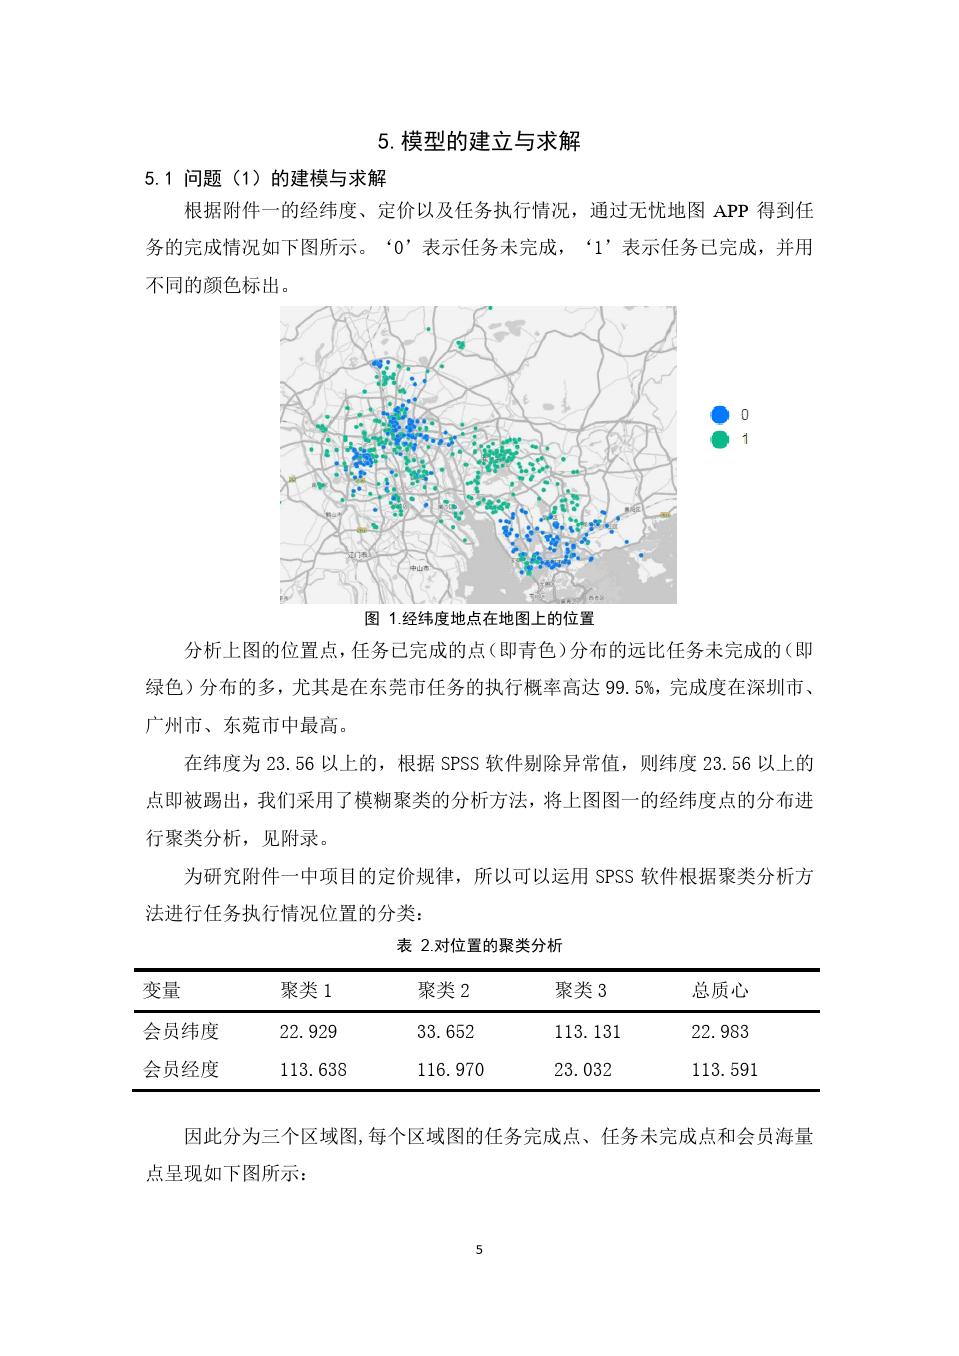 5.模型的建立与求解
5.1 问题（1）的建模与求解
根据附件一的经纬度、定价以及任务执行情况，通过无忧地图 APP 得到任
务的完成情况如下图所示。‘0’表示任务未完成，‘1’表示任务已完成，并用
不同的颜色标出。
0
1
江门市
中山市
图 1.经纬度地点在地图上的位置
分析上图的位置点，任务已完成的点（即青色）分布的远比任务未完成的（即
绿色）分布的多，尤其是在东莞市任务的执行概率高达 99.5%，完成度在深圳市、
广州市、东菀市中最高。
在纬度为 23.56 以上的，根据 SPSS 软件剔除异常值，则纬度 23.56 以上的
点即被踢出，我们采用了模糊聚类的分析方法，将上图图一的经纬度点的分布进
行聚类分析，见附录。
为研究附件一中项目的定价规律，所以可以运用 SPSS 软件根据聚类分析方
法进行任务执行情况位置的分类：
表 2.对位置的聚类分析
变量 聚类 1 聚类 2 聚类 3 总质心
会员纬度 22.929 33.652 113.131 22.983
会员经度 113.638 116.970 23.032 113.591
因此分为三个区域图,每个区域图的任务完成点、任务未完成点和会员海量
点呈现如下图所示：
5